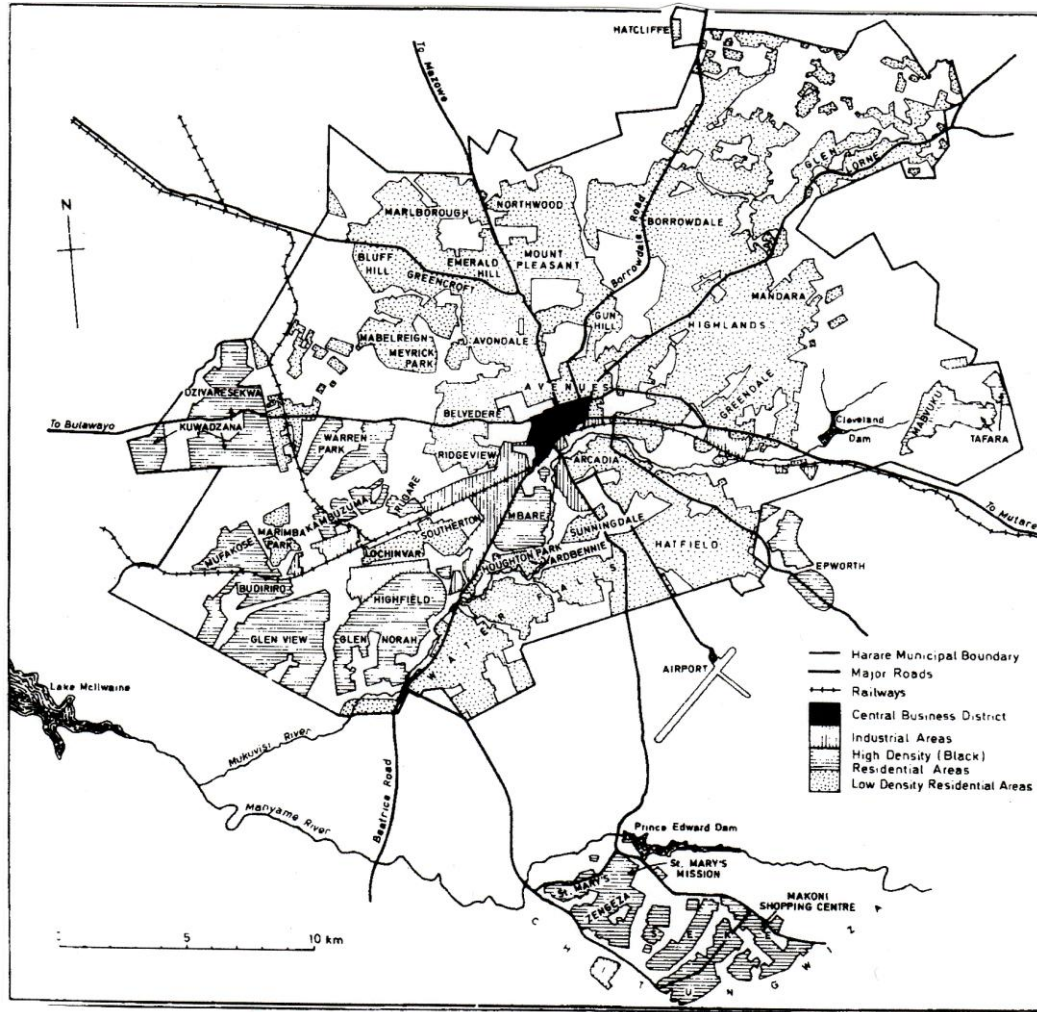 HATCLIFFE
To Mazowe
N
GLEN
LORNE
MARLBOROUGH
NORTHWOOD
BORROWDALE
Borrowdale Road
BLUFF
HILL
EMERALD
HILL
MOUNT
PLEASANT
GREENCROFT
MANDARA
GUN
HILL
HIGHLANDS
MABELREIGN
MEYRICK
PARK
AVONDALE
AVENUES
DZIVARESEKWA
BELVEDERE
GREENDALE
Cleveland
Dam
MABVUKU
TAFARA
To Bulawayo
KUWADZANA
WARREN
PARK
RIDGEVIEW
ARCADIA
RUGARE
KAMBUZUMA
MARIMBA
PARK
MUFAKOSE
SOUTHERTON
MBARE
SUNNINGDALE
To Mutare
LOCHINVAR
HOUGHTON PARK
WARDBENNIE
HATFIELD
EPWORTH
BUDIRIRO
HIGHFIELD
WATERFALLS
GLEN VIEW
GLEN NORAH
AIRPORT
Harare Municipal Boundary
Major Roads
Railways
Central Business District
Industrial Areas
High Density (Black)
Residential Areas
Low Density Residential Areas
Lake McIlwaine
Mukuvisi River
Manyame River
Beatrice Road
Prince Edward Dam
St. MARY'S
MISSION
St. MARY'S
ZENGEZA
MAKONI
SHOPPING CENTRE
SEKE
CHITUNGWIZA
5
10 km